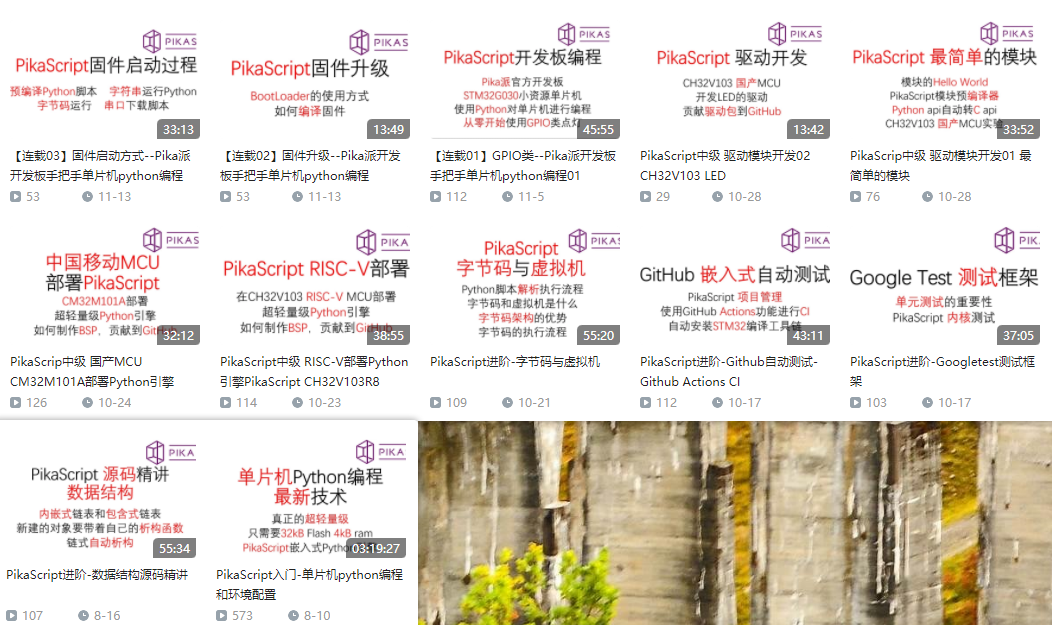 PIKAS
PikaScript固件启动过程
预编译Python脚本 字符串运行Python
字节码运行 串口下载脚本
33:13
【连载03】固件启动方式--Pika派
开发板手把手单片机python编程
53 11-13
PIKAS
PikaScript固件升级
BootLoader的使用方式
如何编译固件
13:49
【连载02】固件升级--Pika派开发
板手把手单片机python编程
53 11-13
PIKAS
PikaScript开发板编程
Pika派官方开发板
STM32G030小资源单片机
使用Python对单片机进行编程
从零开始使用GPIO类点灯
45:55
【连载01】GPIO类--Pika派开发板
手把手单片机python编程01
112 11-5
PIKAS
PikaScript 驱动开发
CH32V103 国产MCU
开发LED的驱动
贡献驱动包到GitHub
13:42
PikaScript中级 驱动模块开发02
CH32V103 LED
29 10-28
PIKAS
PikaScript 最简单的模块
模块的Hello World
PikaScript模块预编译器
Python api自动转C api
CH32V103 国产MCU实验
33:52
PikaScrip中级 驱动模块开发01 最
简单的模块
76 10-28
PIKAS
中国移动MCU
部署PikaScript
CM32M101A部署
超轻量级Python引擎
如何制作BSP，贡献到GitHub
32:12
PikaScrip中级 国产MCU
CM32M101A部署Python引擎
126 10-24
PIKA
PikaScript RISC-V部署
在CH32V103 RISC-V MCU部署
超轻量级Python引擎
如何制作BSP，贡献到GitHub
38:55
PikaScript中级 RISC-V部署Python
引擎PikaScript CH32V103R8
114 10-23
PIKA
PikaScript
字节码与虚拟机
Python脚本解析执行流程
字节码和虚拟机是什么
字节码架构的优势
字节码的执行流程
55:20
PikaScript进阶-字节码与虚拟机
109 10-21
PIKA
GitHub 嵌入式自动测试
PikaScript 项目管理
使用GitHub Actions功能进行CI
自动安装STM32编译工具链
43:11
PikaScript进阶-Github自动测试-
Github Actions CI
112 10-17
PIKA
Google Test 测试框架
单元测试的重要性
PikaScript 内核测试
37:05
PikaScript进阶-Googletest测试框
架
103 10-17
PIKA
PikaScript 源码精讲
数据结构
内嵌式链表和包含式链表
新建的对象要带着自己的析构函数
链式自动析构
55:34
PikaScript进阶-数据结构源码精讲
107 8-16
PIKA
单片机Python编程
最新技术
真正的超轻量级
只需要32kB Flash 4kB ram
PikaScript嵌入式Python
03:19:27
PikaScript入门-单片机python编程
和环境配置
573 8-10